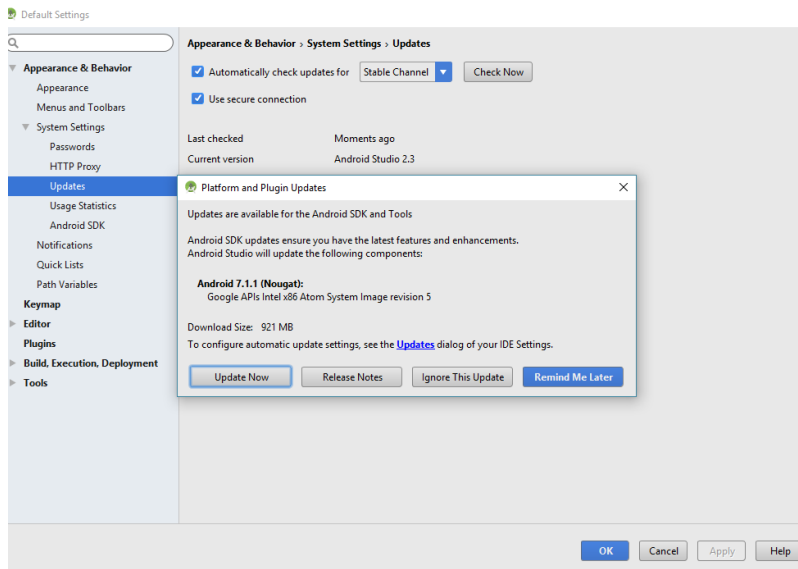 Default Settings
Appearance & Behavior › System Settings › Updates
Appearance & Behavior
Appearance
Menus and Toolbars
System Settings
Passwords
HTTP Proxy
Updates
Usage Statistics
Android SDK
Notifications
Quick Lists
Path Variables
Keymap
Editor
Plugins
Build, Execution, Deployment
Tools
Automatically check updates for Stable Channel Check Now
Use secure connection
Last checked Moments ago
Current version Android Studio 2.3
Platform and Plugin Updates
Updates are available for the Android SDK and Tools
Android SDK updates ensure you have the latest features and enhancements.
Android Studio will update the following components:
Android 7.1.1 (Nougat):
Google APIs Intel x86 Atom System Image revision 5
Download Size: 921 MB
To configure automatic update settings, see the Updates dialog of your IDE Settings.
Update Now Release Notes Ignore This Update Remind Me Later
OK Cancel Apply Help